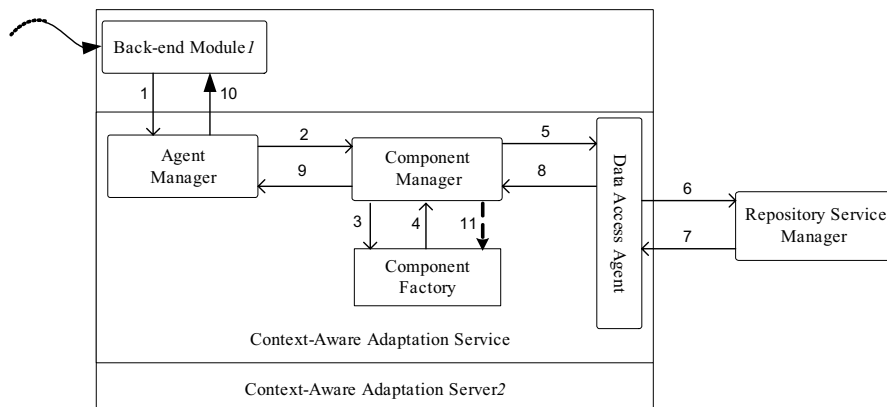 Back-end Module1
1
10
Agent
Manager
2
9
Component
Manager
5
8
Data Access Agent
6
7
Repository Service
Manager
3
4
11
Component
Factory
Context-Aware Adaptation Service
Context-Aware Adaptation Server2